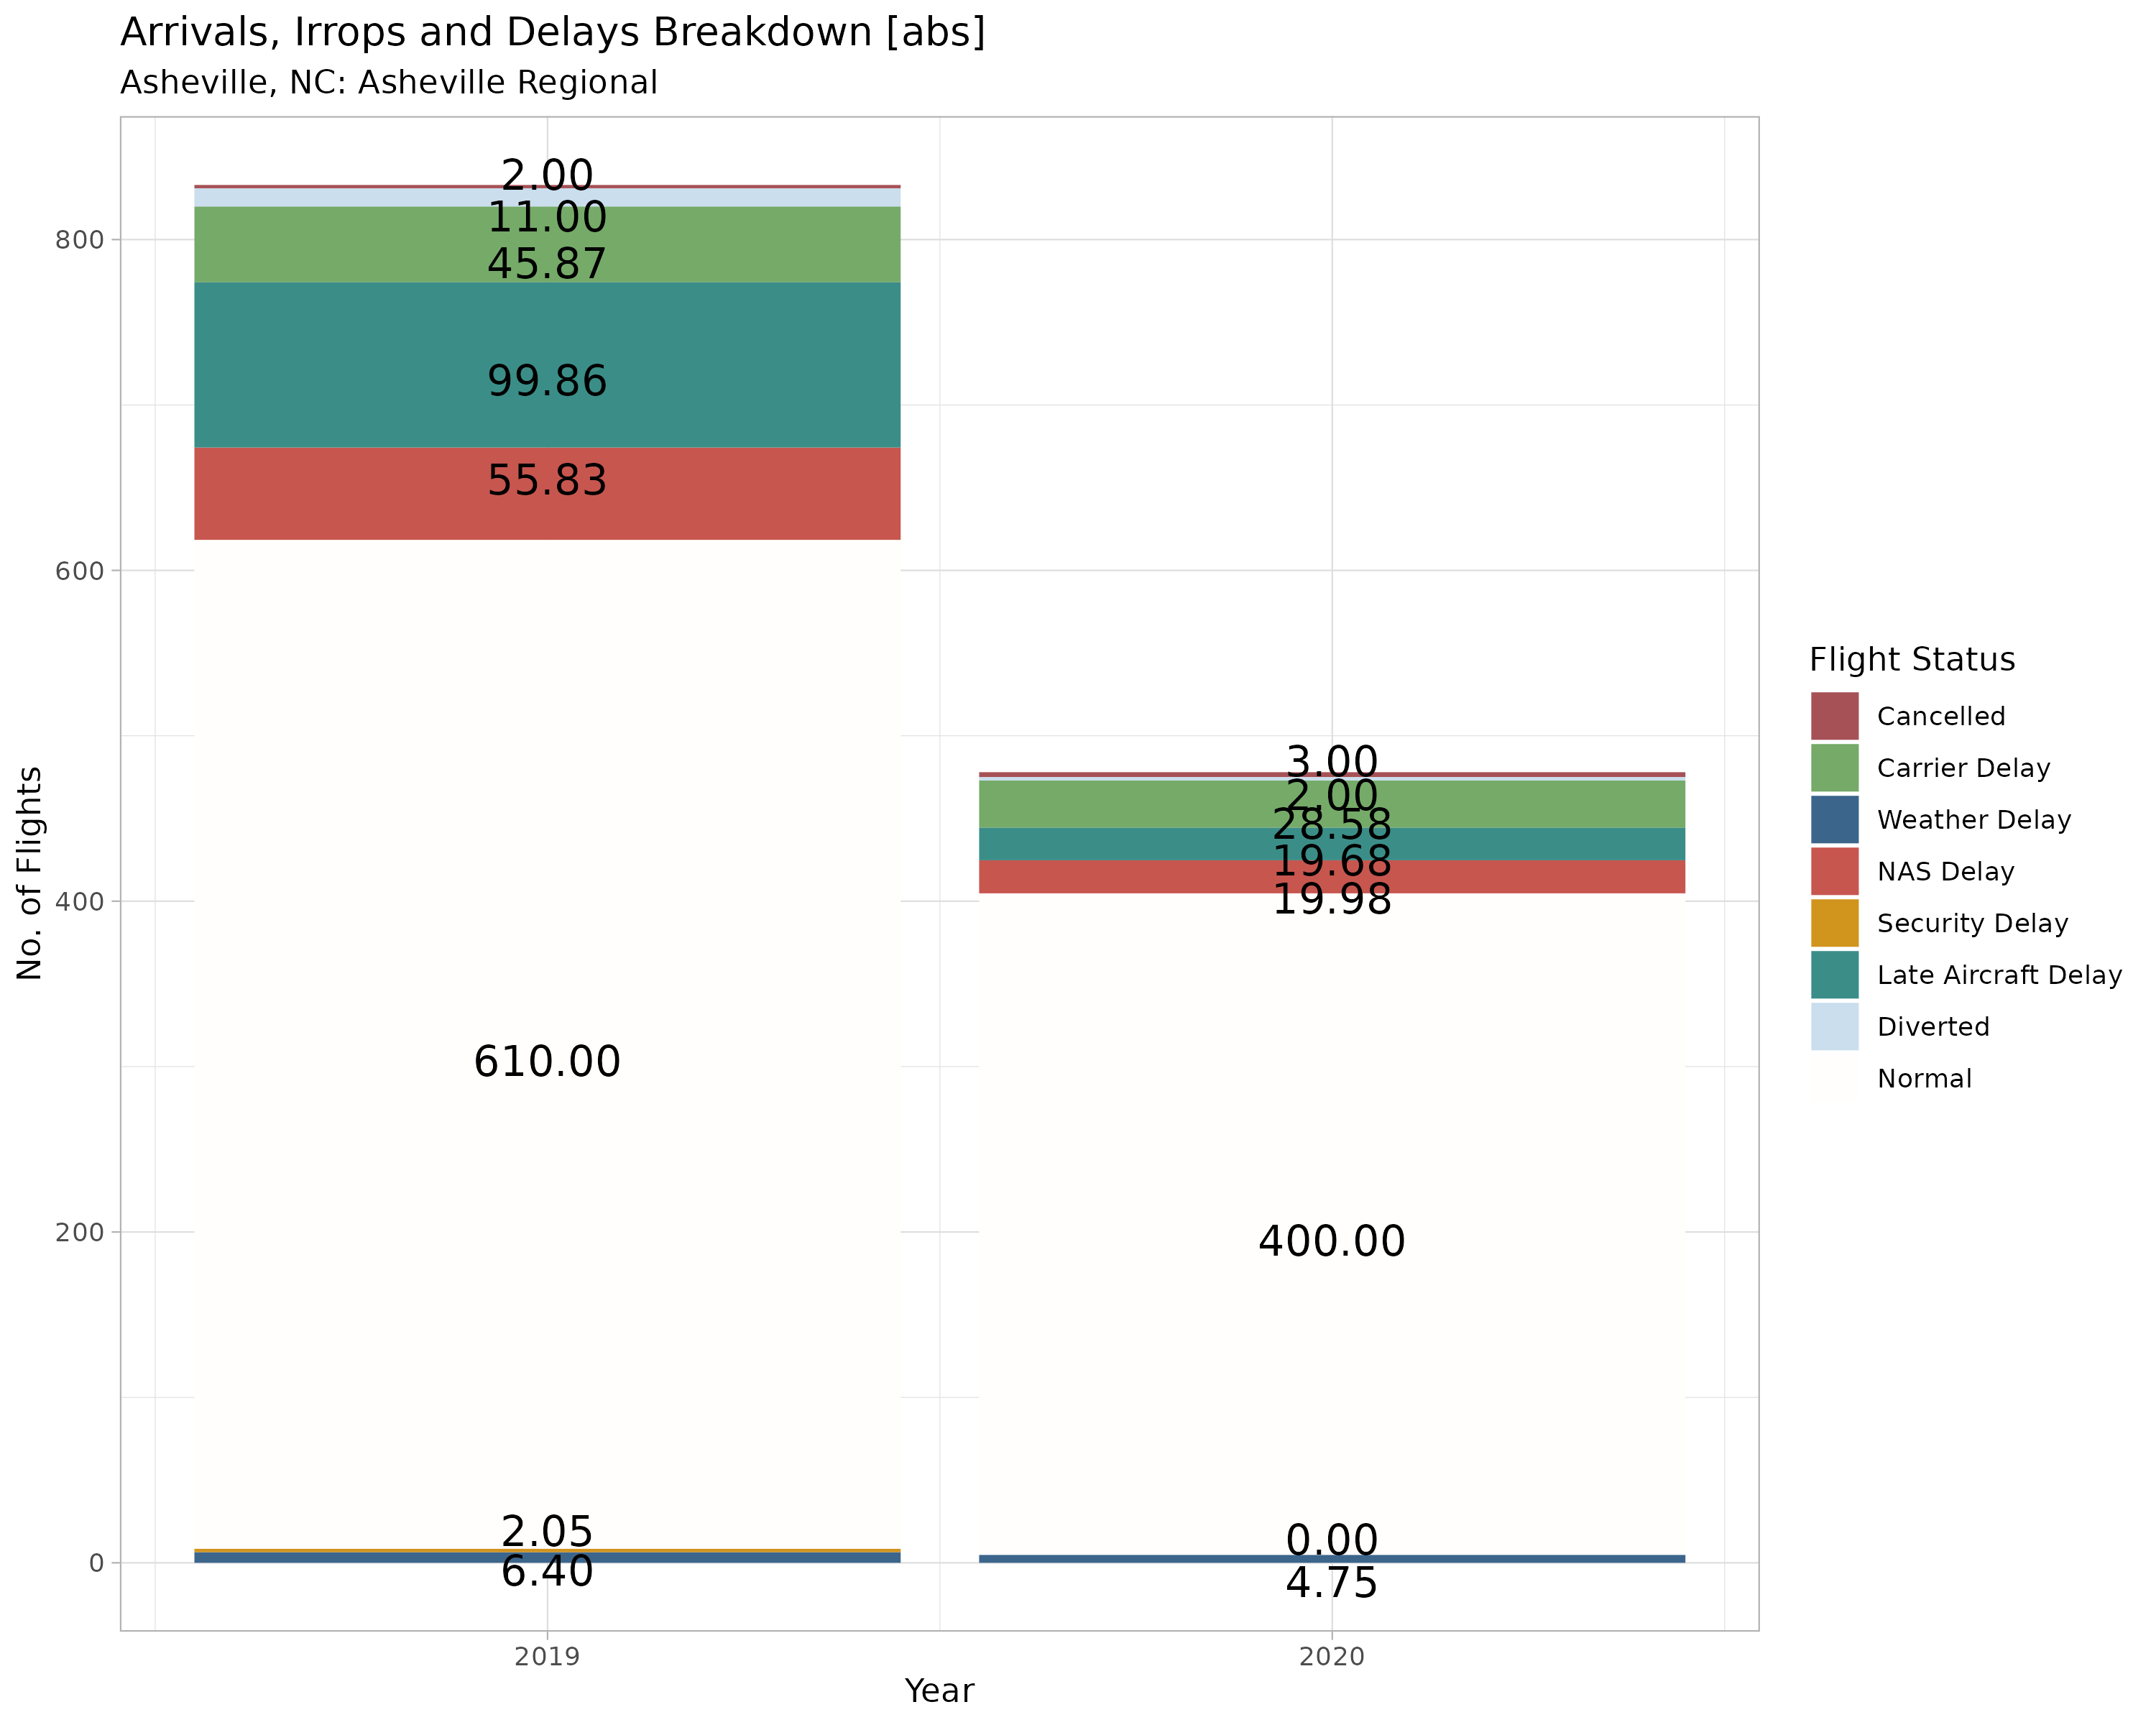 Arrivals, Irrops and Delays Breakdown [abs]
Asheville, NC: Asheville Regional
No. of Flights
800
600
400
200
0
2.00
11.00
45.87
99.86
55.83
610.00
2.05
6.40
3.00
2.00
28.58
19.68
19.98
400.00
0.00
4.75
2019
2020
Year
Flight Status
Cancelled
Carrier Delay
Weather Delay
NAS Delay
Security Delay
Late Aircraft Delay
Diverted
Normal